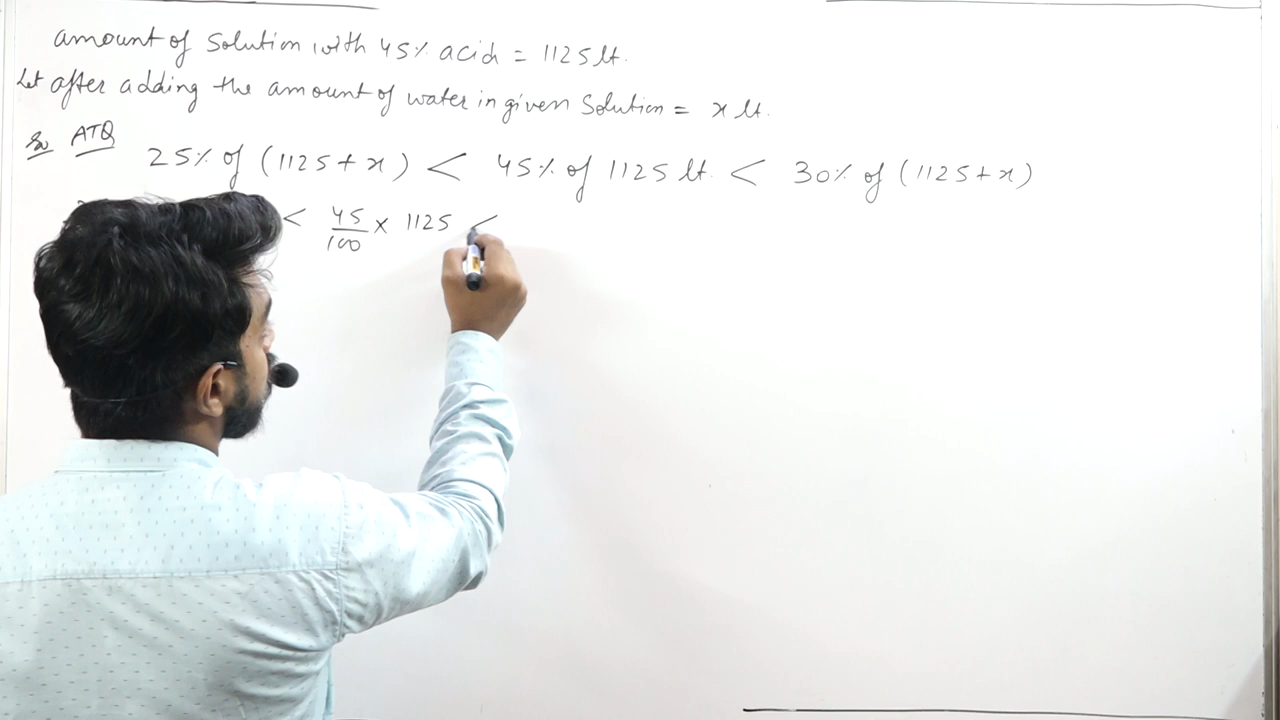 amount of solution with 45% acid = 1125 lt.
Let after adding the amount of water in given Solution = x lt.
So ATQ
25% of (1125 + x) < 45% of 1125 lt. < 30% of (1125 + x)
< 45/100 × 1125 <